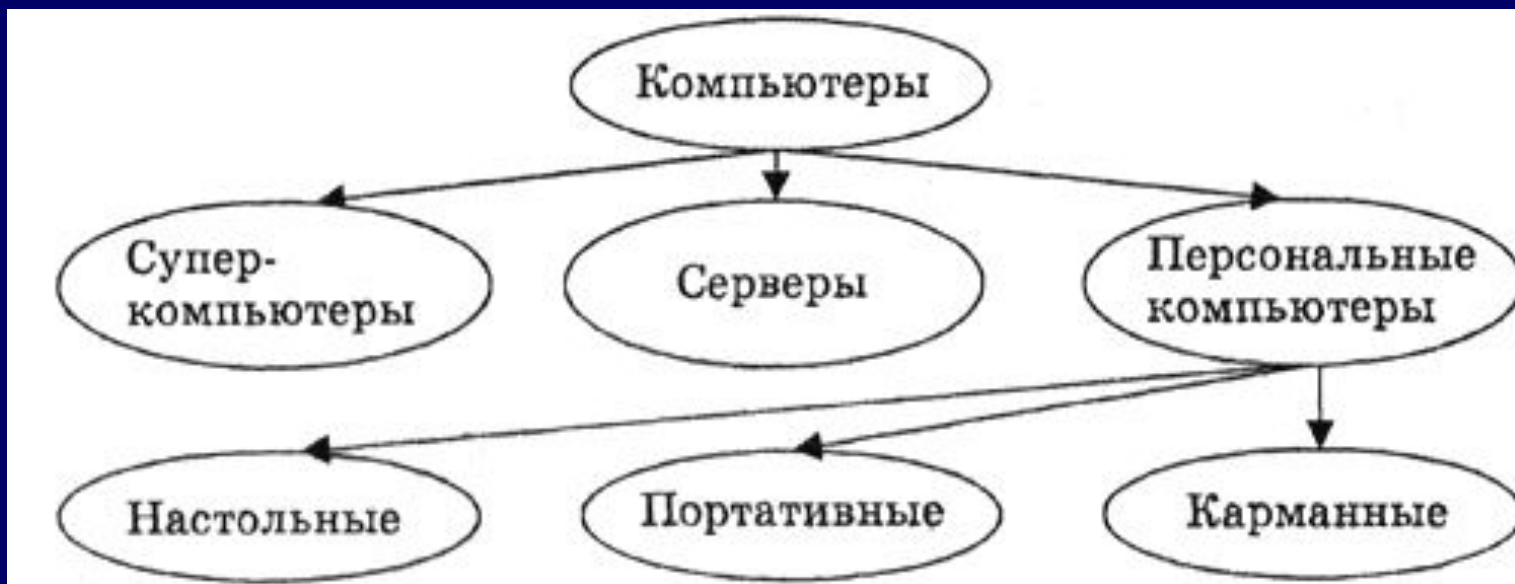 Компьютеры
Супер-
компьютеры
Серверы
Персональные
компьютеры
Настольные
Портативные
Карманные